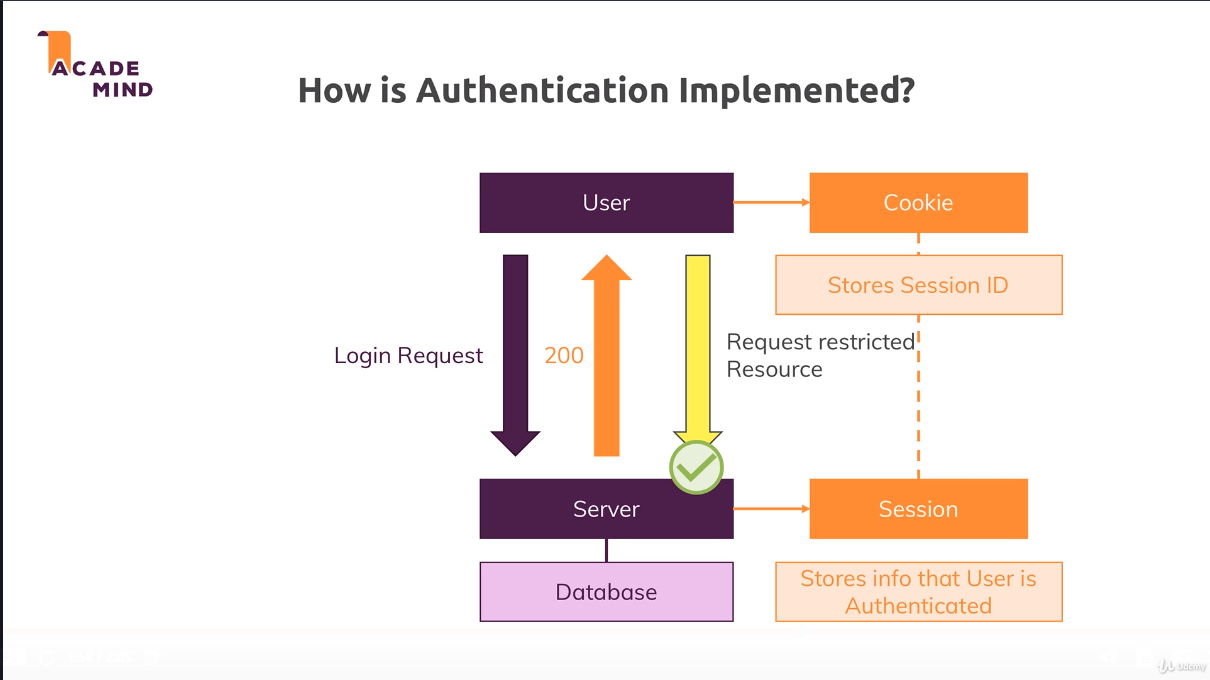 ACADE
MIND
How is Authentication Implemented?
User
Cookie
Stores Session ID
Login Request
200
Request restricted
Resource
Server
Session
Database
Stores info that User is
Authenticated
Udemy